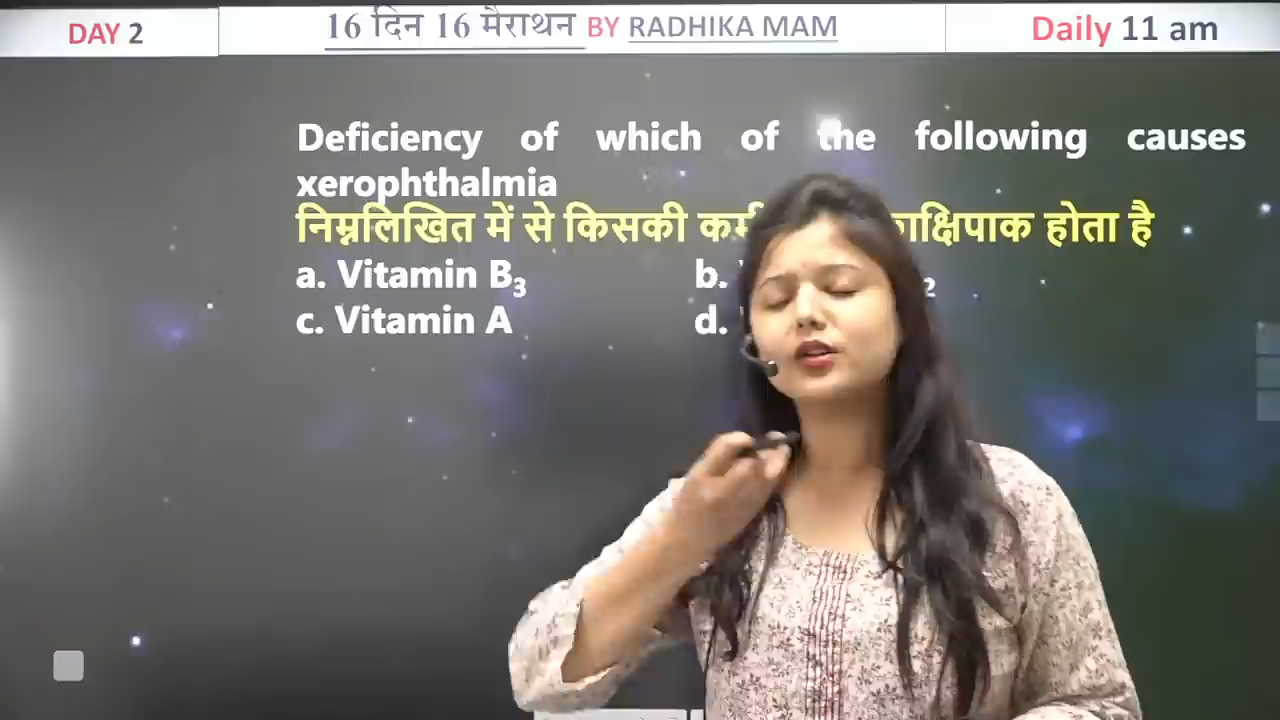 DAY 2
16 दिन 16 मैराथन BY RADHIKA MAM
Daily 11 am
Deficiency of which of the following causes
xerophthalmia
निम्नलिखित में से किसकी होता है
a. Vitamin B3
b.
c. Vitamin A
d.